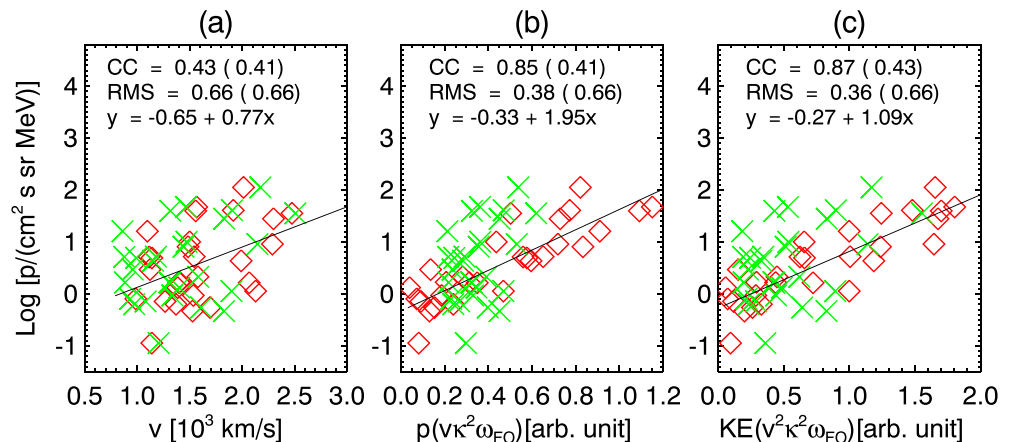 (a) (b) (c)
CC = 0.43 ( 0.41)
RMS = 0.66 ( 0.66)
y = -0.65 + 0.77x
CC = 0.85 ( 0.41)
RMS = 0.38 ( 0.66)
y = -0.33 + 1.95x
CC = 0.87 ( 0.43)
RMS = 0.36 ( 0.66)
y = -0.27 + 1.09x
Log [p/(cm² s sr MeV)]
4
3
2
1
0
-1
4
3
2
1
0
-1
4
3
2
1
0
-1
0.5 1.0 1.5 2.0 2.5 3.0
0.0 0.2 0.4 0.6 0.8 1.0 1.2
0.0 0.5 1.0 1.5 2.0
v [10³ km/s]
p(vκ²ω_EO)[arb. unit]
KE(v²κ²ω_EO)[arb. unit]